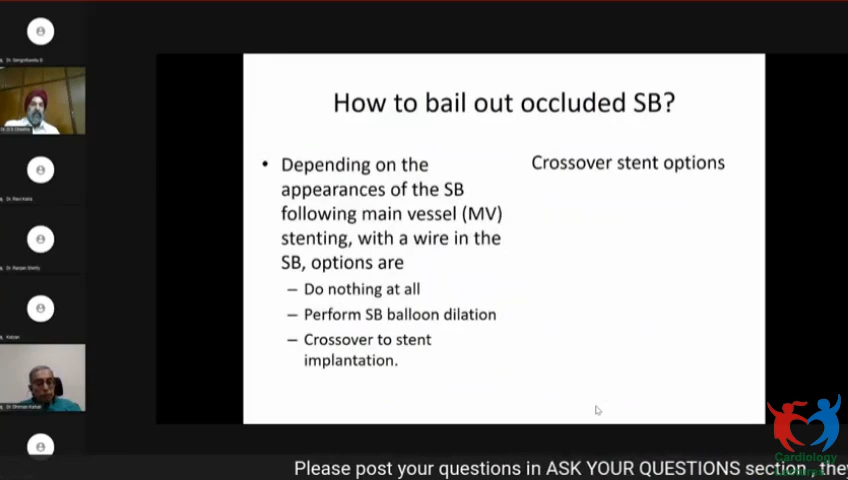 How to bail out occluded SB?
• Depending on the
appearances of the SB
following main vessel (MV)
stenting, with a wire in the
SB, options are
– Do nothing at all
– Perform SB balloon dilation
– Crossover to stent
implantation.
Crossover stent options
Cardiology
Please post your questions in ASK YOUR QUESTIONS section, they